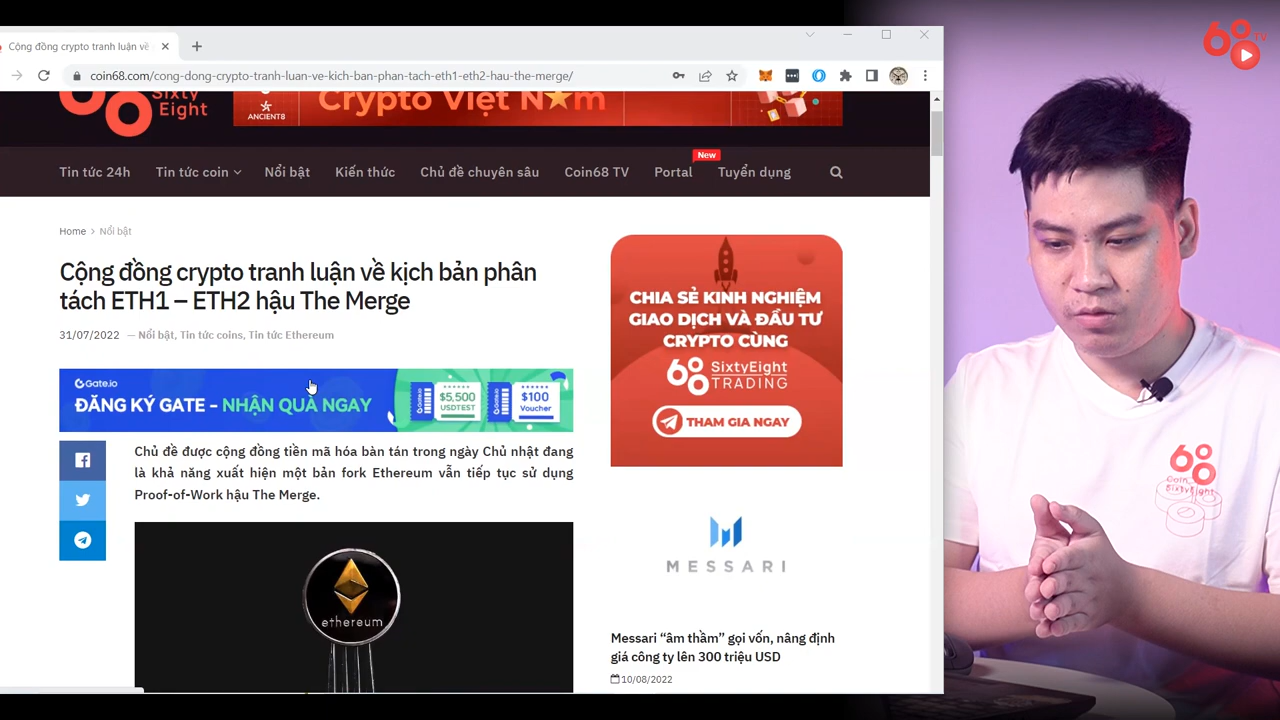 68 TV
Cộng đồng crypto tranh luận về
coin68.com/cong-dong-crypto-tranh-luan-ve-kich-ban-phan-tach-eth1-eth2-hau-the-merge/
Sixty
Eight
ANCIENT8
Crypto Việt Nam
Tin tức 24h
Tin tức coin
Nổi bật
Kiến thức
Chủ đề chuyên sâu
Coin68 TV
Portal
New
Tuyển dụng
Home > Nổi bật
Cộng đồng crypto tranh luận về kịch bản phân
tách ETH1 – ETH2 hậu The Merge
31/07/2022 — Nổi bật, Tin tức coins, Tin tức Ethereum
Gate.io
ĐĂNG KÝ GATE - NHẬN QUÀ NGAY
$5,500
USDTEST
$100
Voucher
Chủ đề được cộng đồng tiền mã hóa bàn tán trong ngày Chủ nhật đang
là khả năng xuất hiện một bản fork Ethereum vẫn tiếp tục sử dụng
Proof-of-Work hậu The Merge.
ethereum
CHIA SẺ KINH NGHIỆM
GIAO DỊCH VÀ ĐẦU TƯ
CRYPTO CÙNG
68 SixtyEight
TRADING
THAM GIA NGAY
MESSARI
Messari “âm thầm” gọi vốn, nâng định
giá công ty lên 300 triệu USD
10/08/2022
68
Coin
SixtyEight